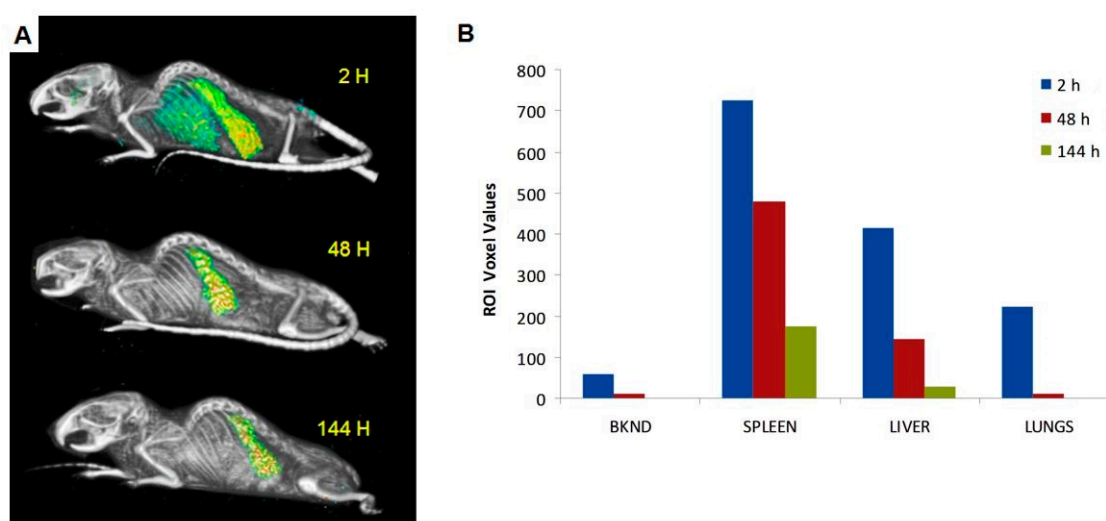 A
2 H
48 H
144 H
B
800
700
600
500
400
300
200
100
0
ROI Voxel Values
BKND
SPLEEN
LIVER
LUNGS
2 h
48 h
144 h